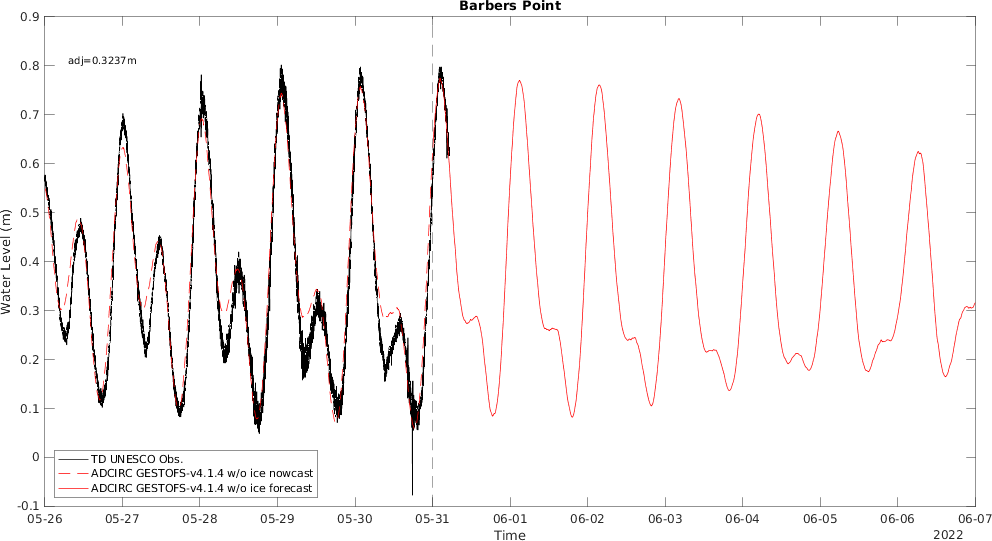 Barbers Point
0.9
0.8
0.7
0.6
0.5
0.4
0.3
0.2
0.1
0
-0.1
Water Level (m)
adj=0.3237m
TD UNESCO Obs.
ADCIRC GESTOFS-v4.1.4 w/o ice nowcast
ADCIRC GESTOFS-v4.1.4 w/o ice forecast
05-26 05-27 05-28 05-29 05-30 05-31 06-01 06-02 06-03 06-04 06-05 06-06 06-07
Time
2022